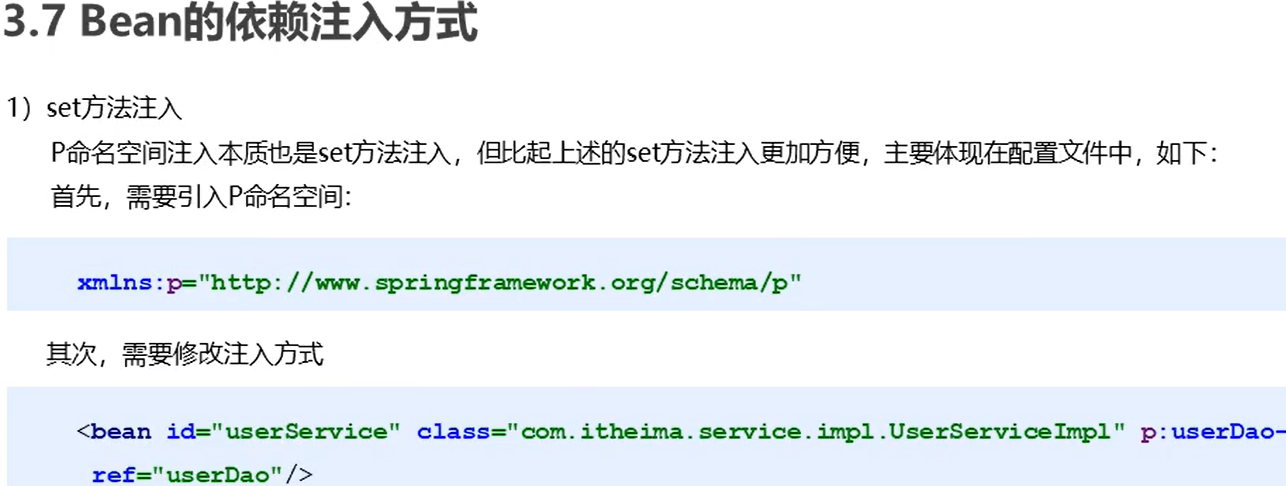 3.7 Bean的依赖注入方式
1）set方法注入
P命名空间注入本质也是set方法注入，但比起上述的set方法注入更加方便，主要体现在配置文件中，如下：
首先，需要引入P命名空间：
xmlns:p="http://www.springframework.org/schema/p"
其次，需要修改注入方式
<bean id="userService" class="com.itheima.service.impl.UserServiceImpl" p:userDao-
ref="userDao"/>